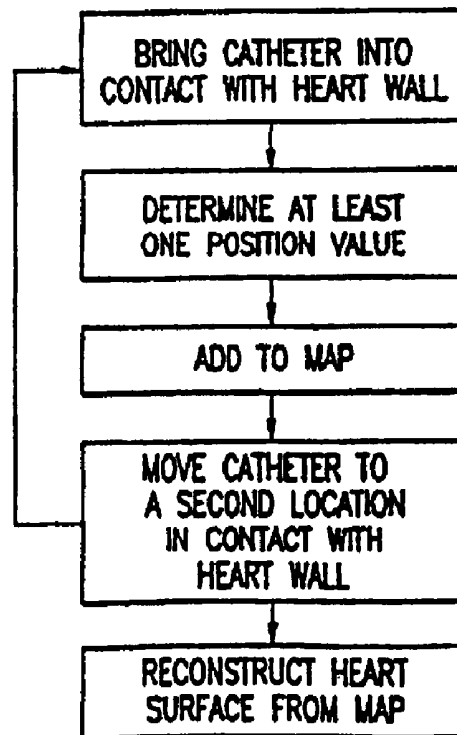 BRING CATHETER INTO
CONTACT WITH HEART WALL
DETERMINE AT LEAST
ONE POSITION VALUE
ADD TO MAP
MOVE CATHETER TO
A SECOND LOCATION
IN CONTACT WITH
HEART WALL
RECONSTRUCT HEART
SURFACE FROM MAP